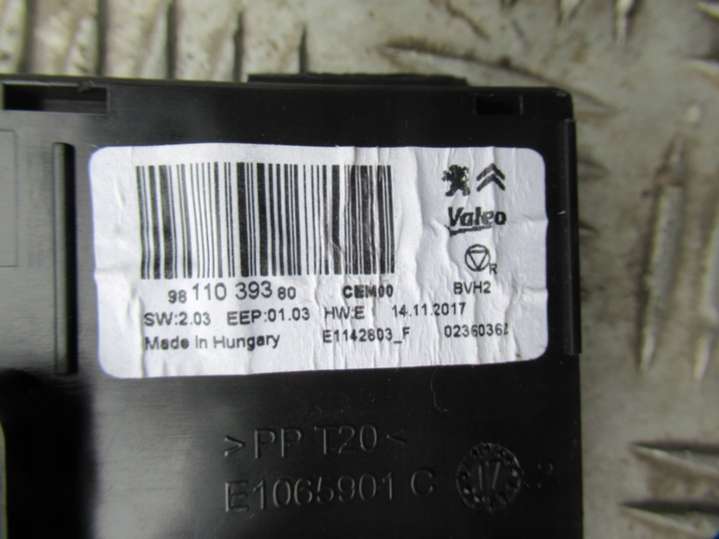 Valeo
R
98 110 393 80 CEM00 BVH2
SW:2.03 EEP:01.03 HW:E 14.11.2017
Made in Hungary E1142803_F
>PP T20<
E1065901 C 17